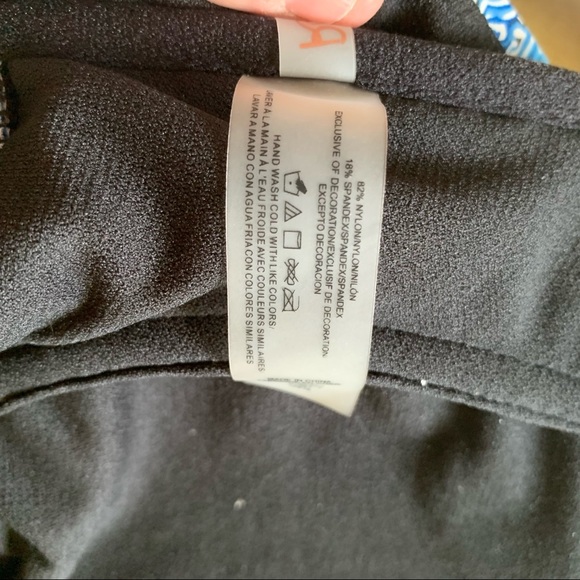 82% NYLON/NYLON/NILÓN
18% SPANDEX/SPANDEX/SPANDEX
EXCLUSIVE OF DECORATION/EXCLUSIF DE DECORATION/
EXCEPTO DECORACION
HAND WASH COLD WITH LIKE COLORS;
LAVER À LA MAIN À L'EAU FROIDE AVEC COULEURS SIMILAIRES
LAVAR A MANO CON AGUA FRIA CON COLORES SIMILARES